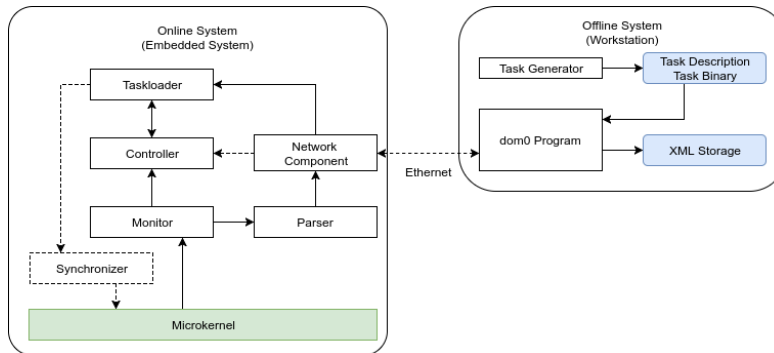 Online System
(Embedded System)
Taskloader
Controller
Network
Component
Monitor
Parser
Synchronizer
Microkernel
Ethernet
Offline System
(Workstation)
Task Generator
Task Description
Task Binary
dom0 Program
XML Storage